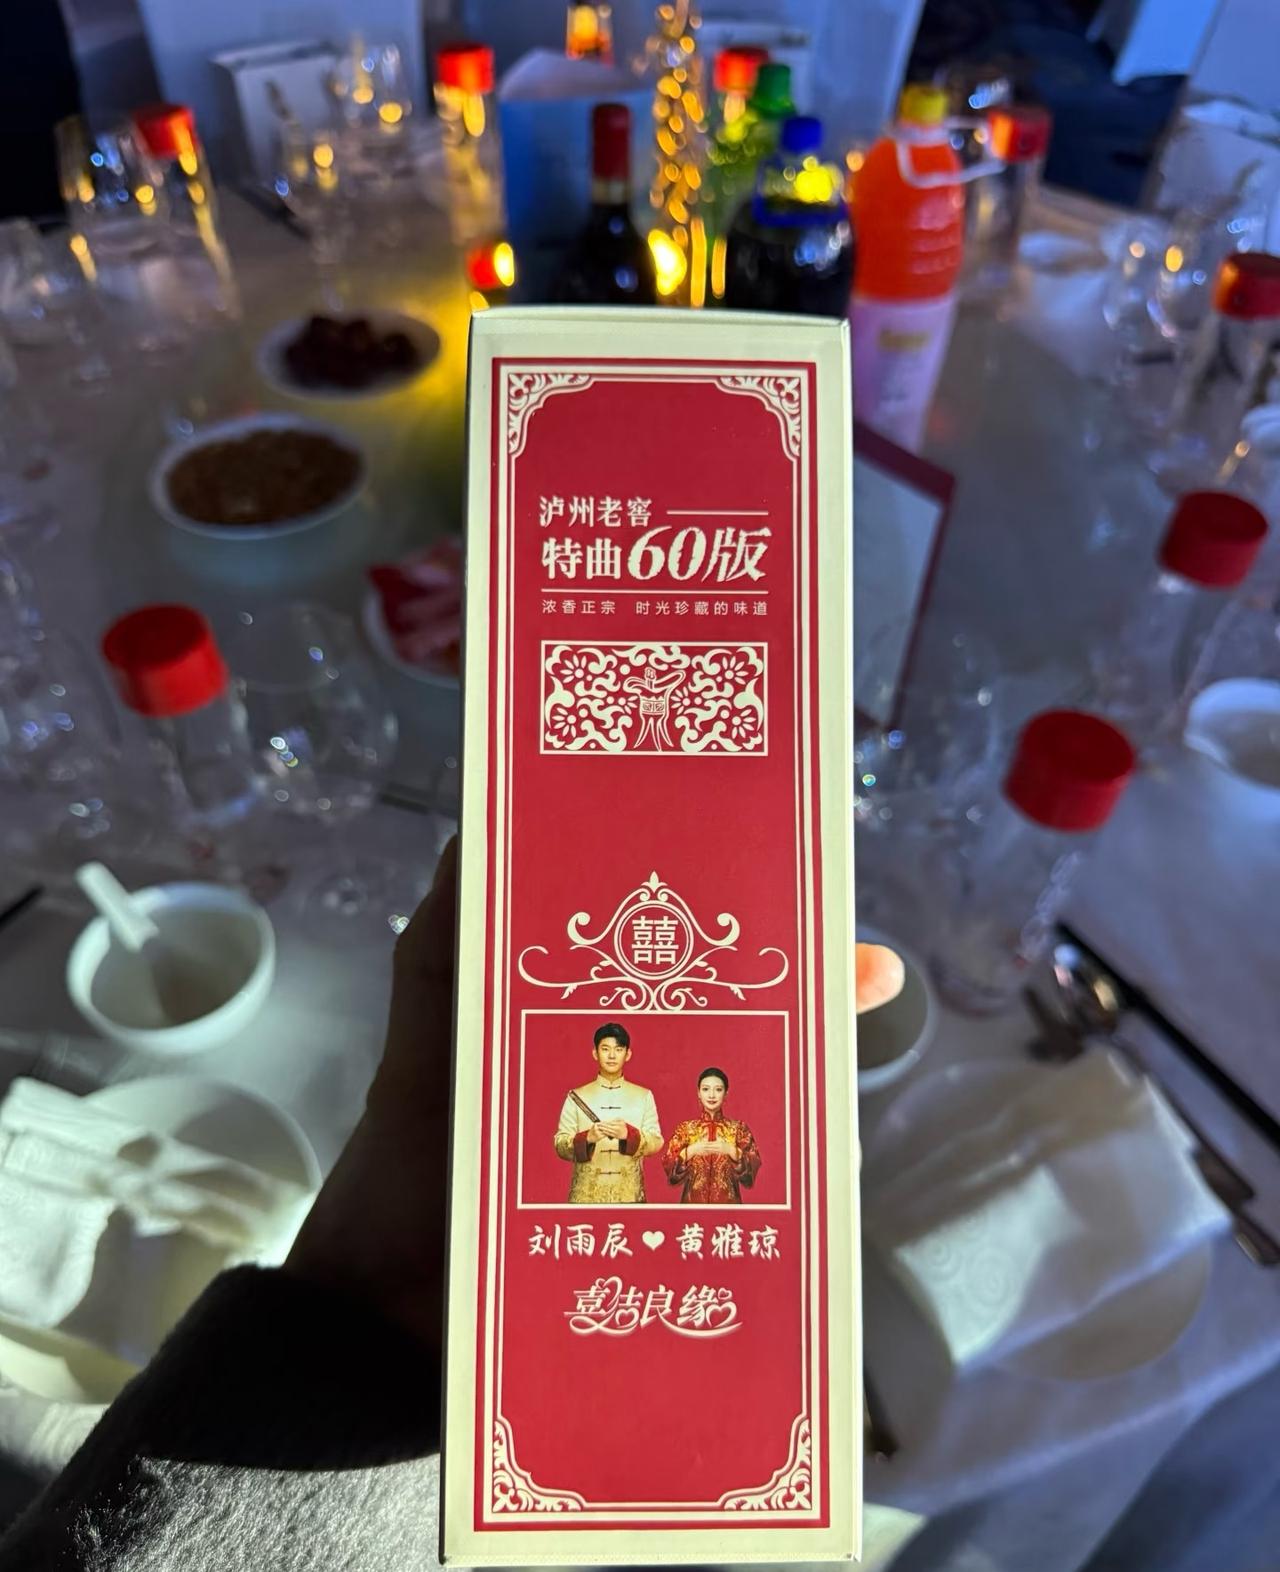 泸州老窖
特曲60版
浓香正宗 时光珍藏的味道
囍
刘雨辰♥黄雅琼
喜结良缘